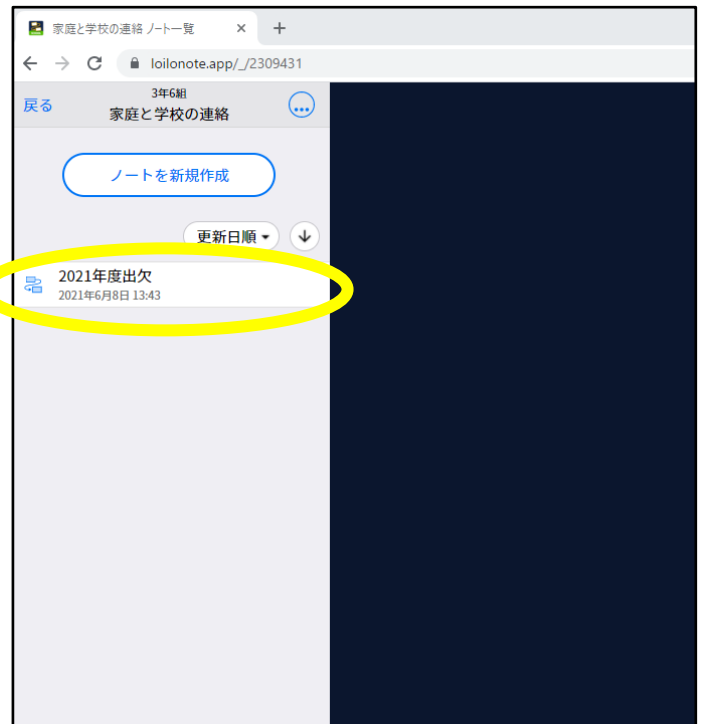 家庭と学校の連絡 ノート一覧
loilonote.app/_/2309431
戻る
3年6組
家庭と学校の連絡
ノートを新規作成
更新日順
2021年度出欠
2021年6月8日 13:43